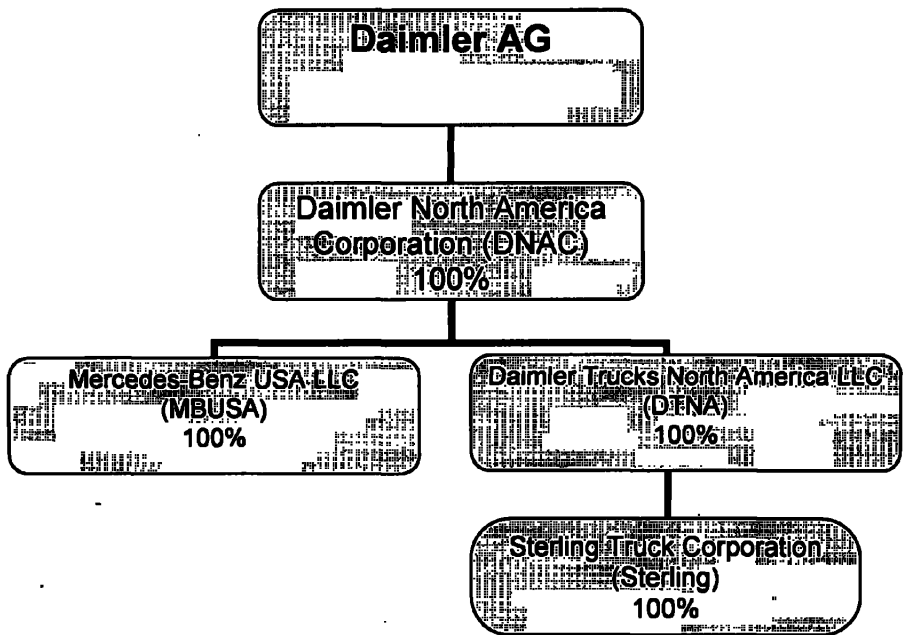 Daimler AG
Daimler North America
Corporation (DNAC)
100%
Mercedes-Benz USA LLC
(MBUSA)
100%
Daimler Trucks North America LLC
(DTNA)
100%
Sterling Truck Corporation
(Sterling)
100%